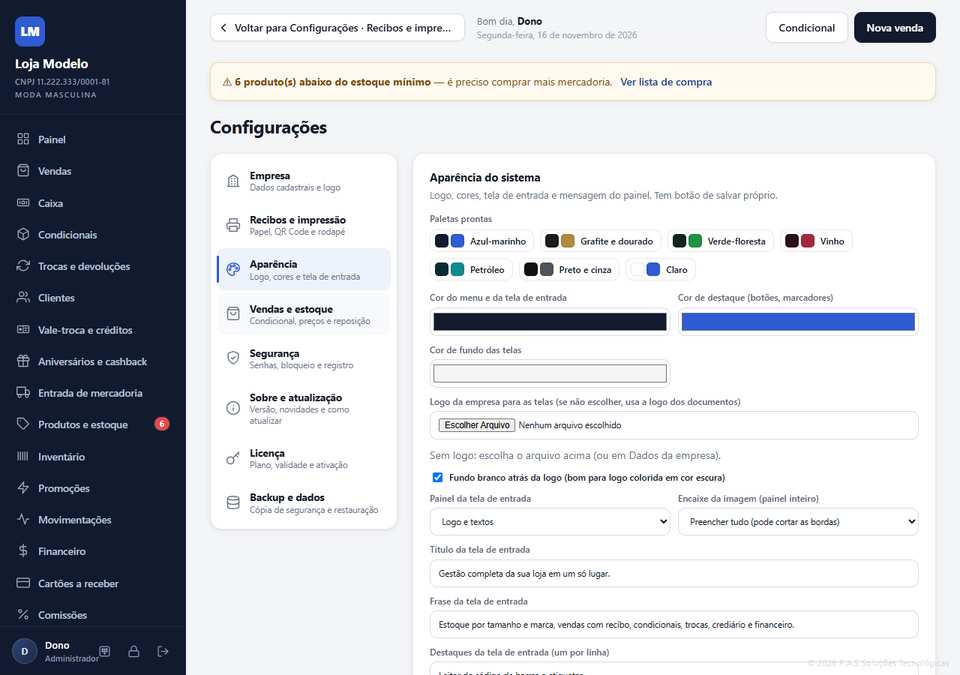 LM
Loja Modelo
CNPJ 11.222.333/0001-81
MODA MASCULINA
Painel
Vendas
Caixa
Condicionais
Trocas e devoluções
Clientes
Vale-troca e créditos
Aniversários e cashback
Entrada de mercadoria
Produtos e estoque 6
Inventário
Promoções
Movimentações
Financeiro
Cartões a receber
Comissões
D
Dono
Administrador
Voltar para Configurações · Recibos e impre...
Bom dia, Dono
Segunda-feira, 16 de novembro de 2026
Condicional
Nova venda
⚠ 6 produto(s) abaixo do estoque mínimo — é preciso comprar mais mercadoria. Ver lista de compra
Configurações
Empresa
Dados cadastrais e logo
Recibos e impressão
Papel, QR Code e rodapé
Aparência
Logo, cores e tela de entrada
Vendas e estoque
Condicional, preços e reposição
Segurança
Senhas, bloqueio e registro
Sobre e atualização
Versão, novidades e como
atualizar
Licença
Plano, validade e ativação
Backup e dados
Cópia de segurança e restauração
Aparência do sistema
Logo, cores, tela de entrada e mensagem do painel. Tem botão de salvar próprio.
Paletas prontas
Azul-marinho
Grafite e dourado
Verde-floresta
Vinho
Petróleo
Preto e cinza
Claro
Cor do menu e da tela de entrada
Cor de destaque (botões, marcadores)
Cor de fundo das telas
Logo da empresa para as telas (se não escolher, usa a logo dos documentos)
Escolher Arquivo Nenhum arquivo escolhido
Sem logo: escolha o arquivo acima (ou em Dados da empresa).
Fundo branco atrás da logo (bom para logo colorida em cor escura)
Painel da tela de entrada
Encaixe da imagem (painel inteiro)
Logo e textos
Preencher tudo (pode cortar as bordas)
Título da tela de entrada
Gestão completa da sua loja em um só lugar.
Frase da tela de entrada
Estoque por tamanho e marca, vendas com recibo, condicionais, trocas, crediário e financeiro.
Destaques da tela de entrada (um por linha)
Leitor de código de barras e etiquetas
© 2026 P.A.S Soluções Tecnológicas